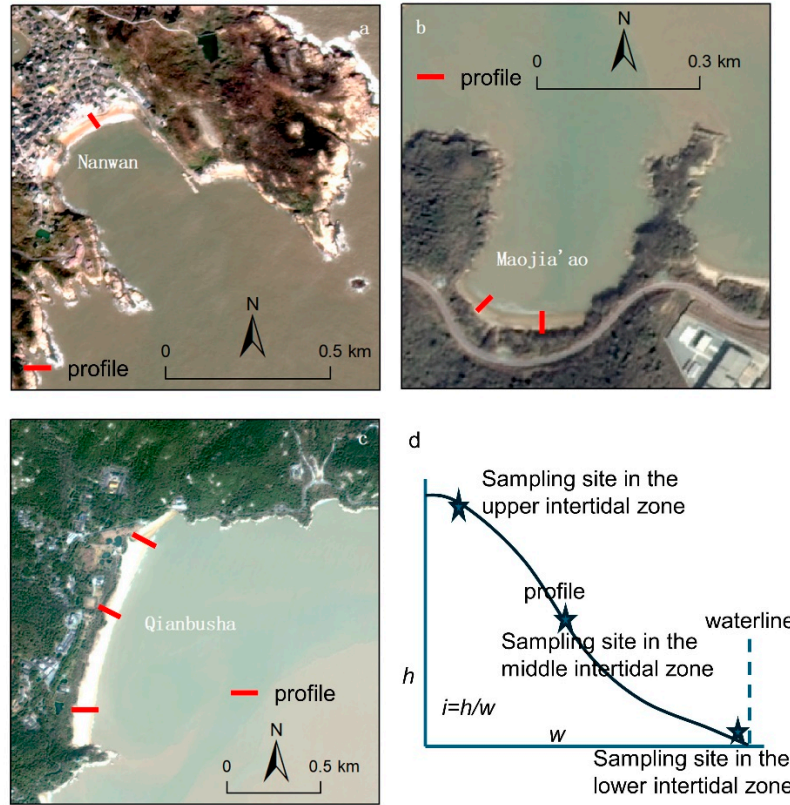 a
Nanwan
N
0
0.5 km
profile
b
N
0
0.3 km
profile
Maojia'ao
c
Qianbusha
profile
N
0
0.5 km
d
Sampling site in the
upper intertidal zone
profile
waterline
Sampling site in the
middle intertidal zone
h
i=h/w
w
Sampling site in the
lower intertidal zone